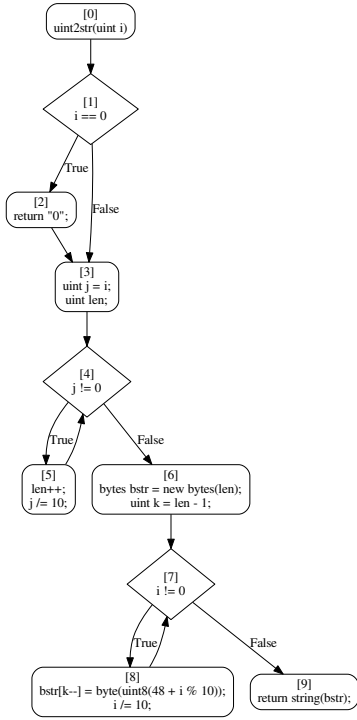 [0]
uint2str(uint i)
[1]
i == 0
True
False
[2]
return "0";
[3]
uint j = i;
uint len;
[4]
j != 0
True
False
[5]
len++;
j /= 10;
[6]
bytes bstr = new bytes(len);
uint k = len - 1;
[7]
i != 0
True
False
[8]
bstr[k--] = byte(uint8(48 + i % 10));
i /= 10;
[9]
return string(bstr);